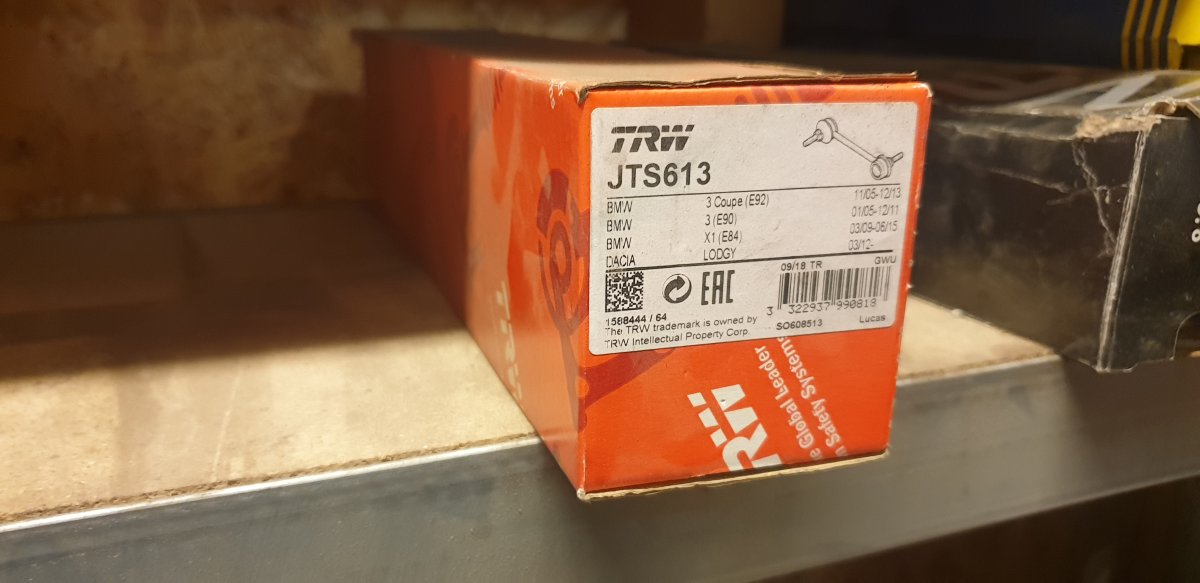 TRW
JTS613
BMW 3 Coupe (E92) 11/05-12/13
BMW 3 (E90) 01/05-12/11
BMW X1 (E84) 03/09-06/15
DACIA LODGY 03/12-
09/18 TR GWU
EAC
1588444 / 64
3 322937 990818
The TRW trademark is owned by
TRW Intellectual Property Corp.
SO608513 Lucas
TRW
Global Leader
Safety Systems
TRW